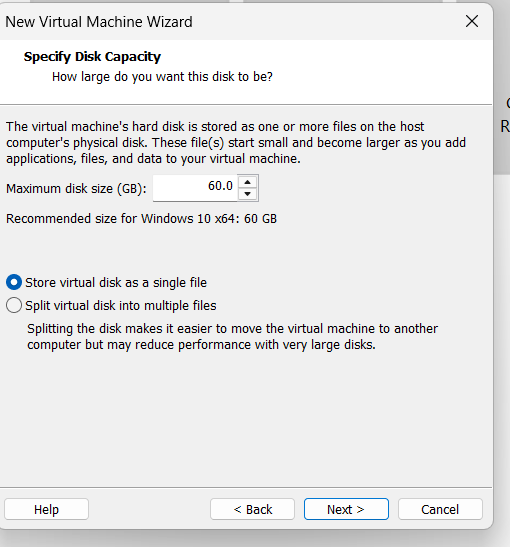 New Virtual Machine Wizard
Specify Disk Capacity
How large do you want this disk to be?
The virtual machine's hard disk is stored as one or more files on the host
computer's physical disk. These file(s) start small and become larger as you add
applications, files, and data to your virtual machine.
Maximum disk size (GB): 60.0
Recommended size for Windows 10 x64: 60 GB
Store virtual disk as a single file
Split virtual disk into multiple files
Splitting the disk makes it easier to move the virtual machine to another
computer but may reduce performance with very large disks.
Help < Back Next > Cancel